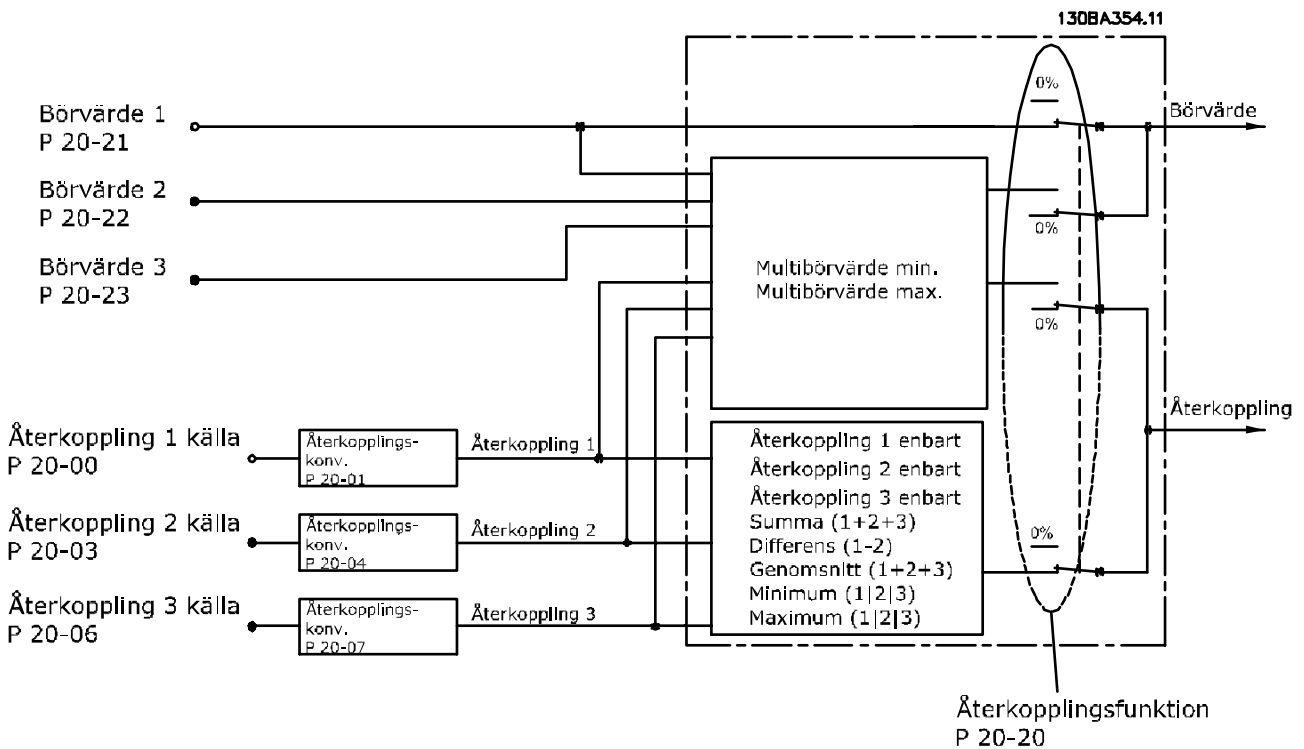 130BA354.11
0%
Börvärde 1
P 20-21
Börvärde
Börvärde 2
P 20-22
0%
Börvärde 3
P 20-23
Multibörvärde min.
Multibörvärde max.
0%
Återkoppling
Återkoppling 1 källa
P 20-00
Återkopplings-
konv.
P 20-01
Återkoppling 1
Återkoppling 1 enbart
Återkoppling 2 enbart
Återkoppling 3 enbart
Summa (1+2+3)
Differens (1-2)
Genomsnitt (1+2+3)
Minimum (1|2|3)
Maximum (1|2|3)
Återkoppling 2 källa
P 20-03
Återkopplings-
konv.
P 20-04
Återkoppling 2
0%
Återkoppling 3 källa
P 20-06
Återkopplings-
konv.
P 20-07
Återkoppling 3
Återkopplingsfunktion
P 20-20